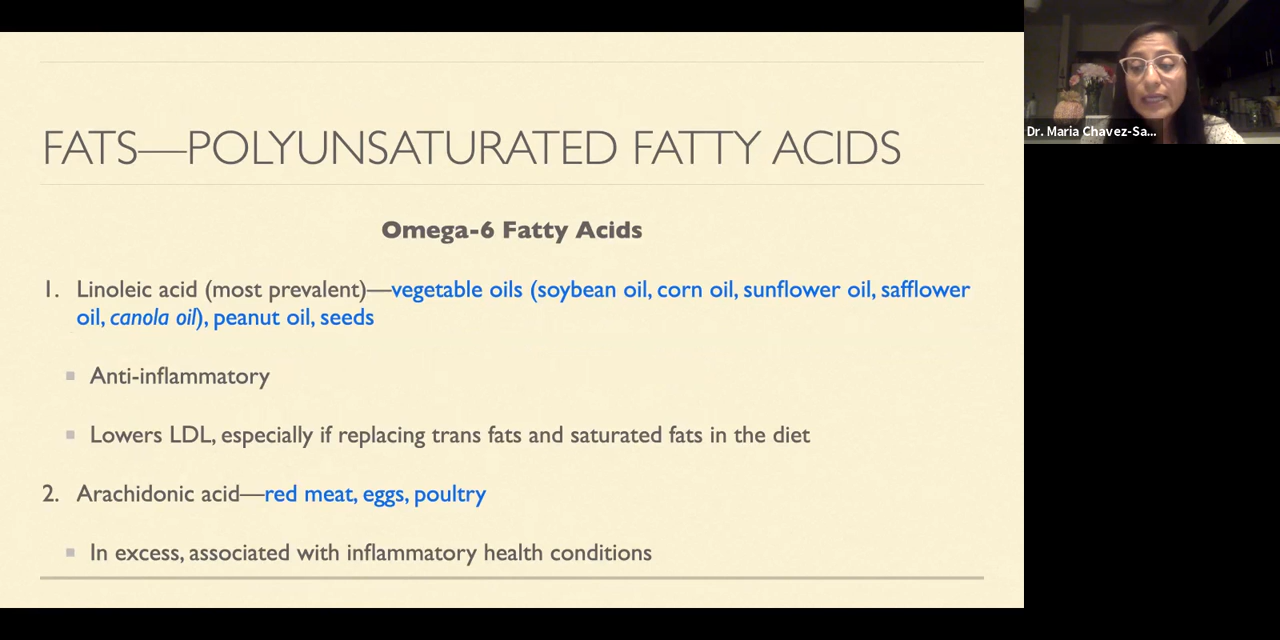 FATS—POLYUNSATURATED FATTY ACIDS
Omega-6 Fatty Acids
1. Linoleic acid (most prevalent)—vegetable oils (soybean oil, corn oil, sunflower oil, safflower
oil, canola oil), peanut oil, seeds
Anti-inflammatory
Lowers LDL, especially if replacing trans fats and saturated fats in the diet
2. Arachidonic acid—red meat, eggs, poultry
In excess, associated with inflammatory health conditions
Dr. Maria Chavez-Sa...